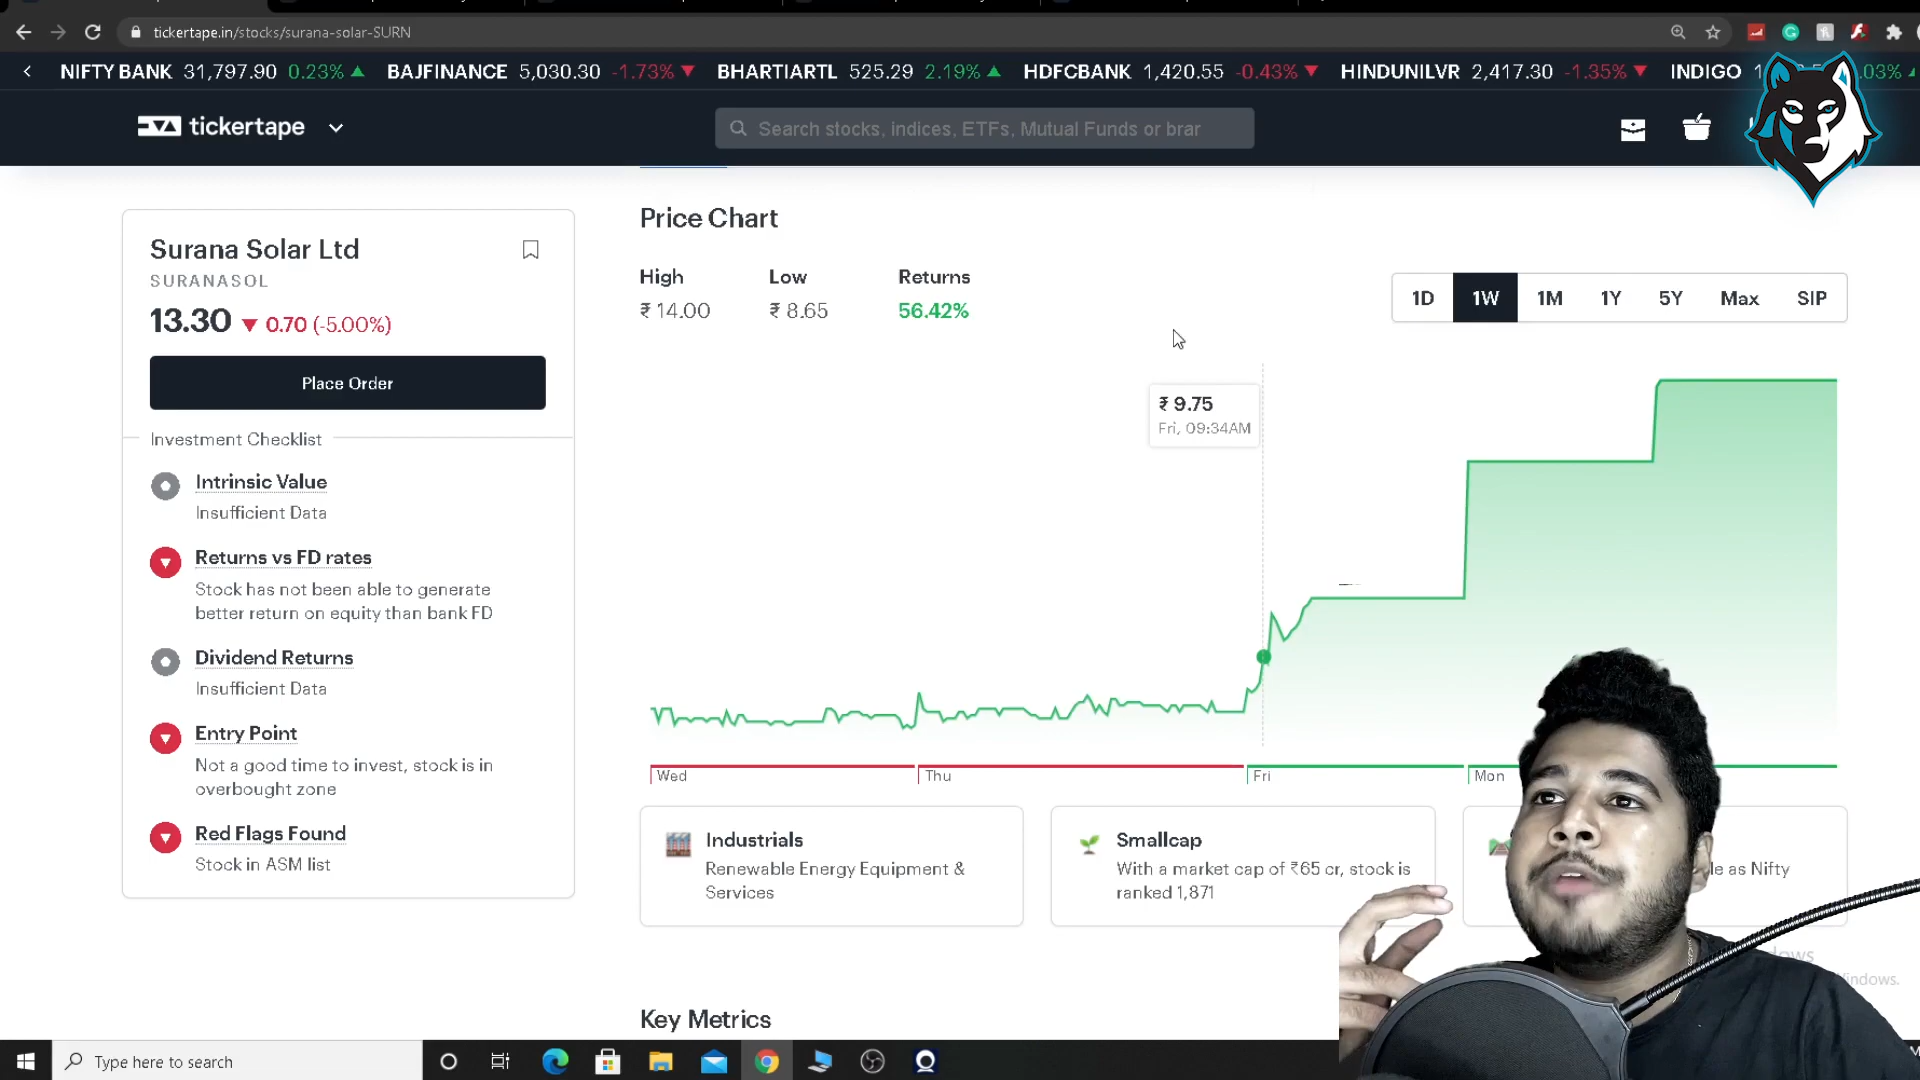 tickertape.in/stocks/surana-solar-SURN
NIFTY BANK 31,797.90 0.23% ▲ BAJFINANCE 5,030.30 -1.73% ▼ BHARTIARTL 525.29 2.19% ▲ HDFCBANK 1,420.55 -0.43% ▼ HINDUNILVR 2,417.30 -1.35% ▼ INDIGO
tickertape
Search stocks, indices, ETFs, Mutual Funds or brar
Surana Solar Ltd
SURANASOL
13.30 ▼ 0.70 (-5.00%)
Place Order
Investment Checklist
Intrinsic Value
Insufficient Data
Returns vs FD rates
Stock has not been able to generate
better return on equity than bank FD
Dividend Returns
Insufficient Data
Entry Point
Not a good time to invest, stock is in
overbought zone
Red Flags Found
Stock in ASM list
Price Chart
High Low Returns
₹ 14.00 ₹ 8.65 56.42%
1D 1W 1M 1Y 5Y Max SIP
₹ 9.75
Fri, 09:34AM
Wed Thu Fri Mon
Industrials
Renewable Energy Equipment &
Services
Smallcap
With a market cap of ₹65 cr, stock is
ranked 1,871
as Nifty
Key Metrics
Type here to search